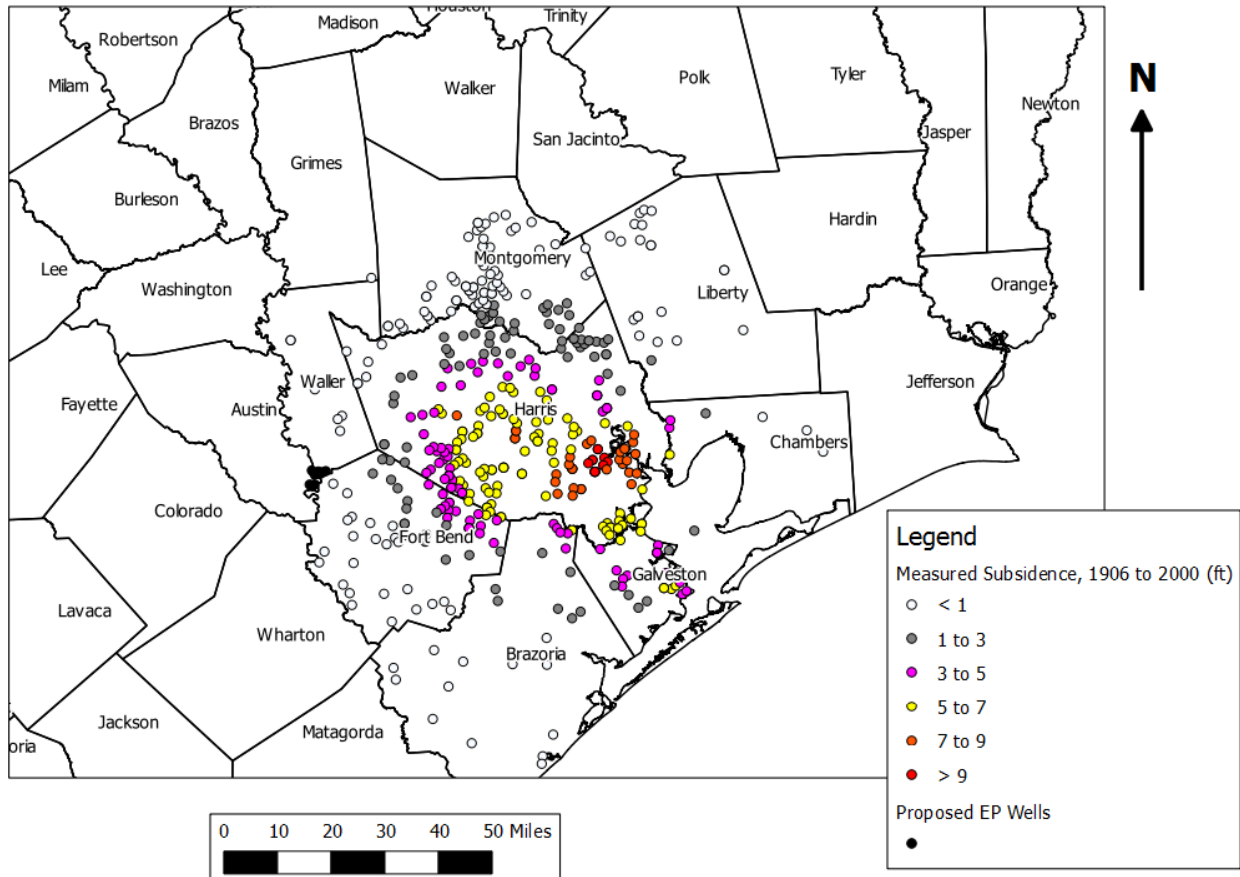 Houston
Trinity
Madison
Robertson
Milam
Walker
Polk
Tyler
Newton
N
Brazos
Jasper
San Jacinto
Grimes
Burleson
Hardin
Lee
Washington
Montgomery
Liberty
Orange
Waller
Jefferson
Fayette
Austin
Harris
Chambers
Colorado
Fort Bend
Galveston
Lavaca
Wharton
Brazoria
Jackson
Matagorda
oria
Legend
Measured Subsidence, 1906 to 2000 (ft)
< 1
1 to 3
3 to 5
5 to 7
7 to 9
> 9
Proposed EP Wells
0 10 20 30 40 50 Miles